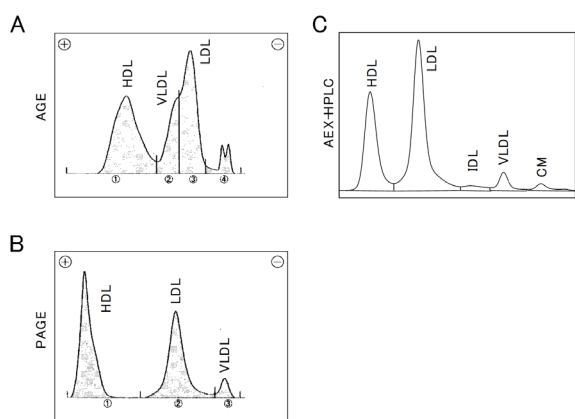 A
⊕
⊖
HDL
VLDL
LDL
AGE
① ② ③ ④
B
⊕
⊖
HDL
LDL
VLDL
PAGE
① ② ③
C
HDL
LDL
IDL
VLDL
CM
AEX-HPLC